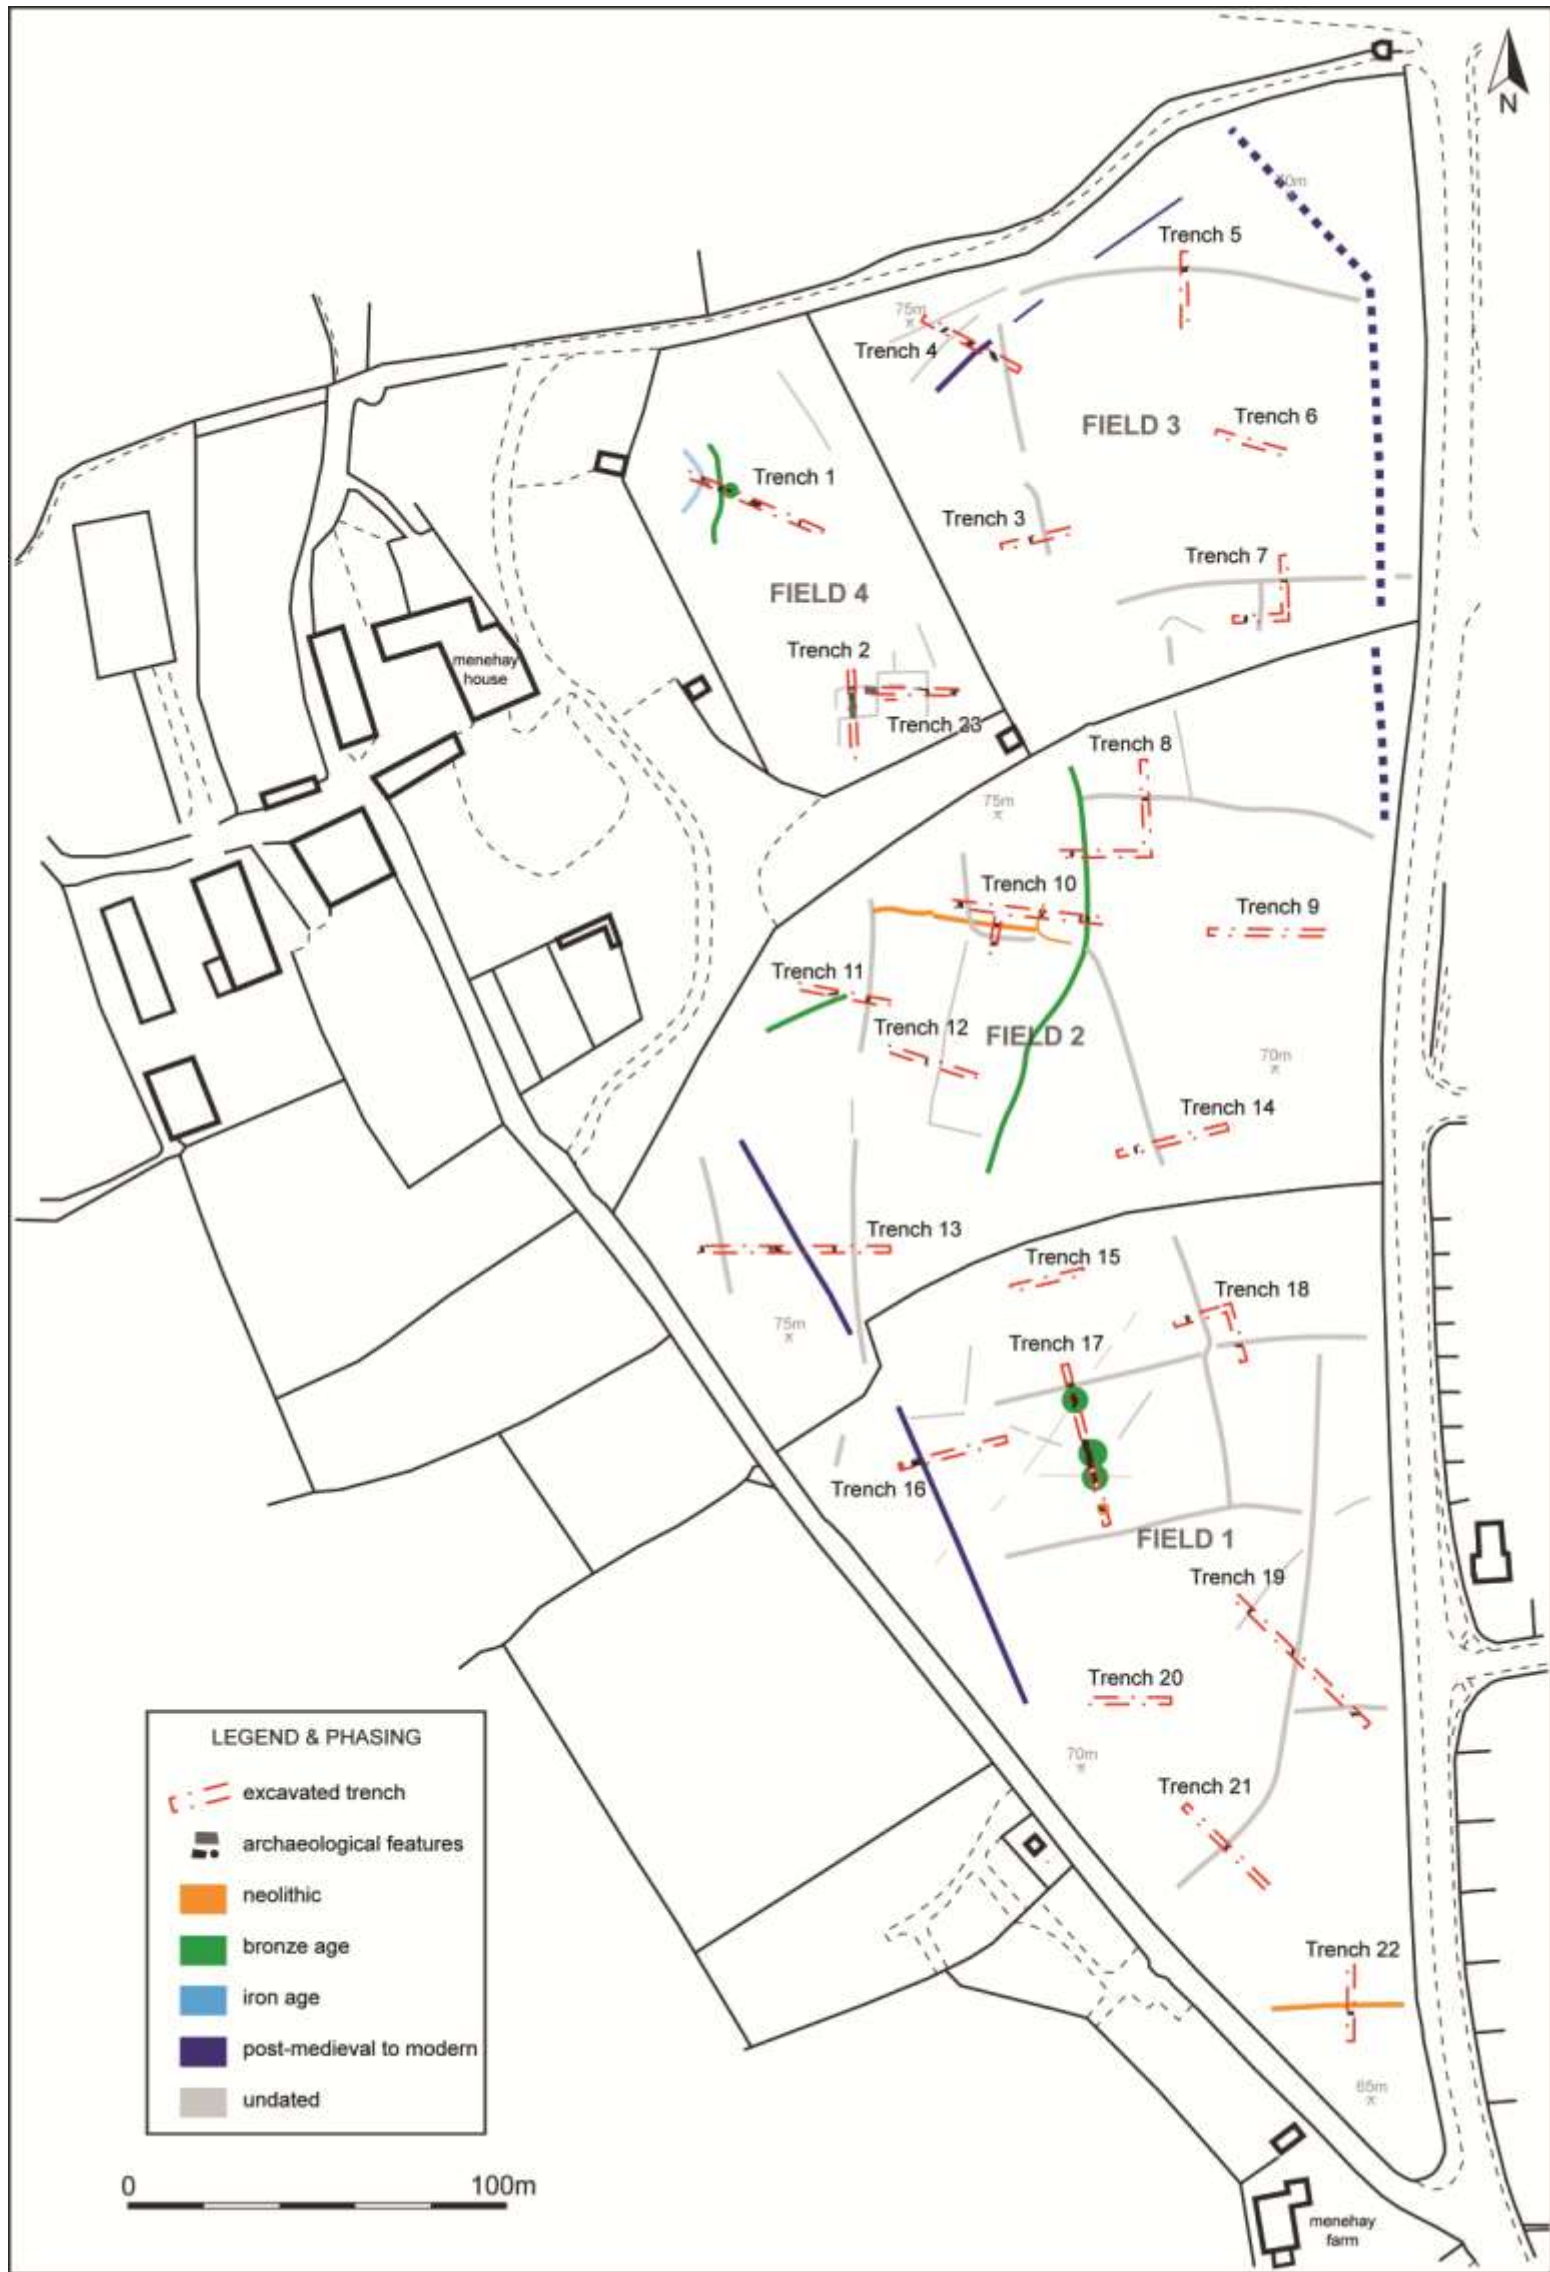 N
70m
Trench 5
75m
Trench 4
FIELD 3
Trench 6
Trench 1
Trench 3
Trench 7
FIELD 4
menehay
house
Trench 2
Trench 23
Trench 8
75m
Trench 10
Trench 9
Trench 11
Trench 12
FIELD 2
70m
Trench 14
Trench 13
Trench 15
Trench 18
75m
Trench 17
Trench 16
FIELD 1
Trench 19
Trench 20
70m
Trench 21
Trench 22
65m
LEGEND & PHASING
excavated trench
archaeological features
neolithic
bronze age
iron age
post-medieval to modern
undated
0
100m
menehay
farm